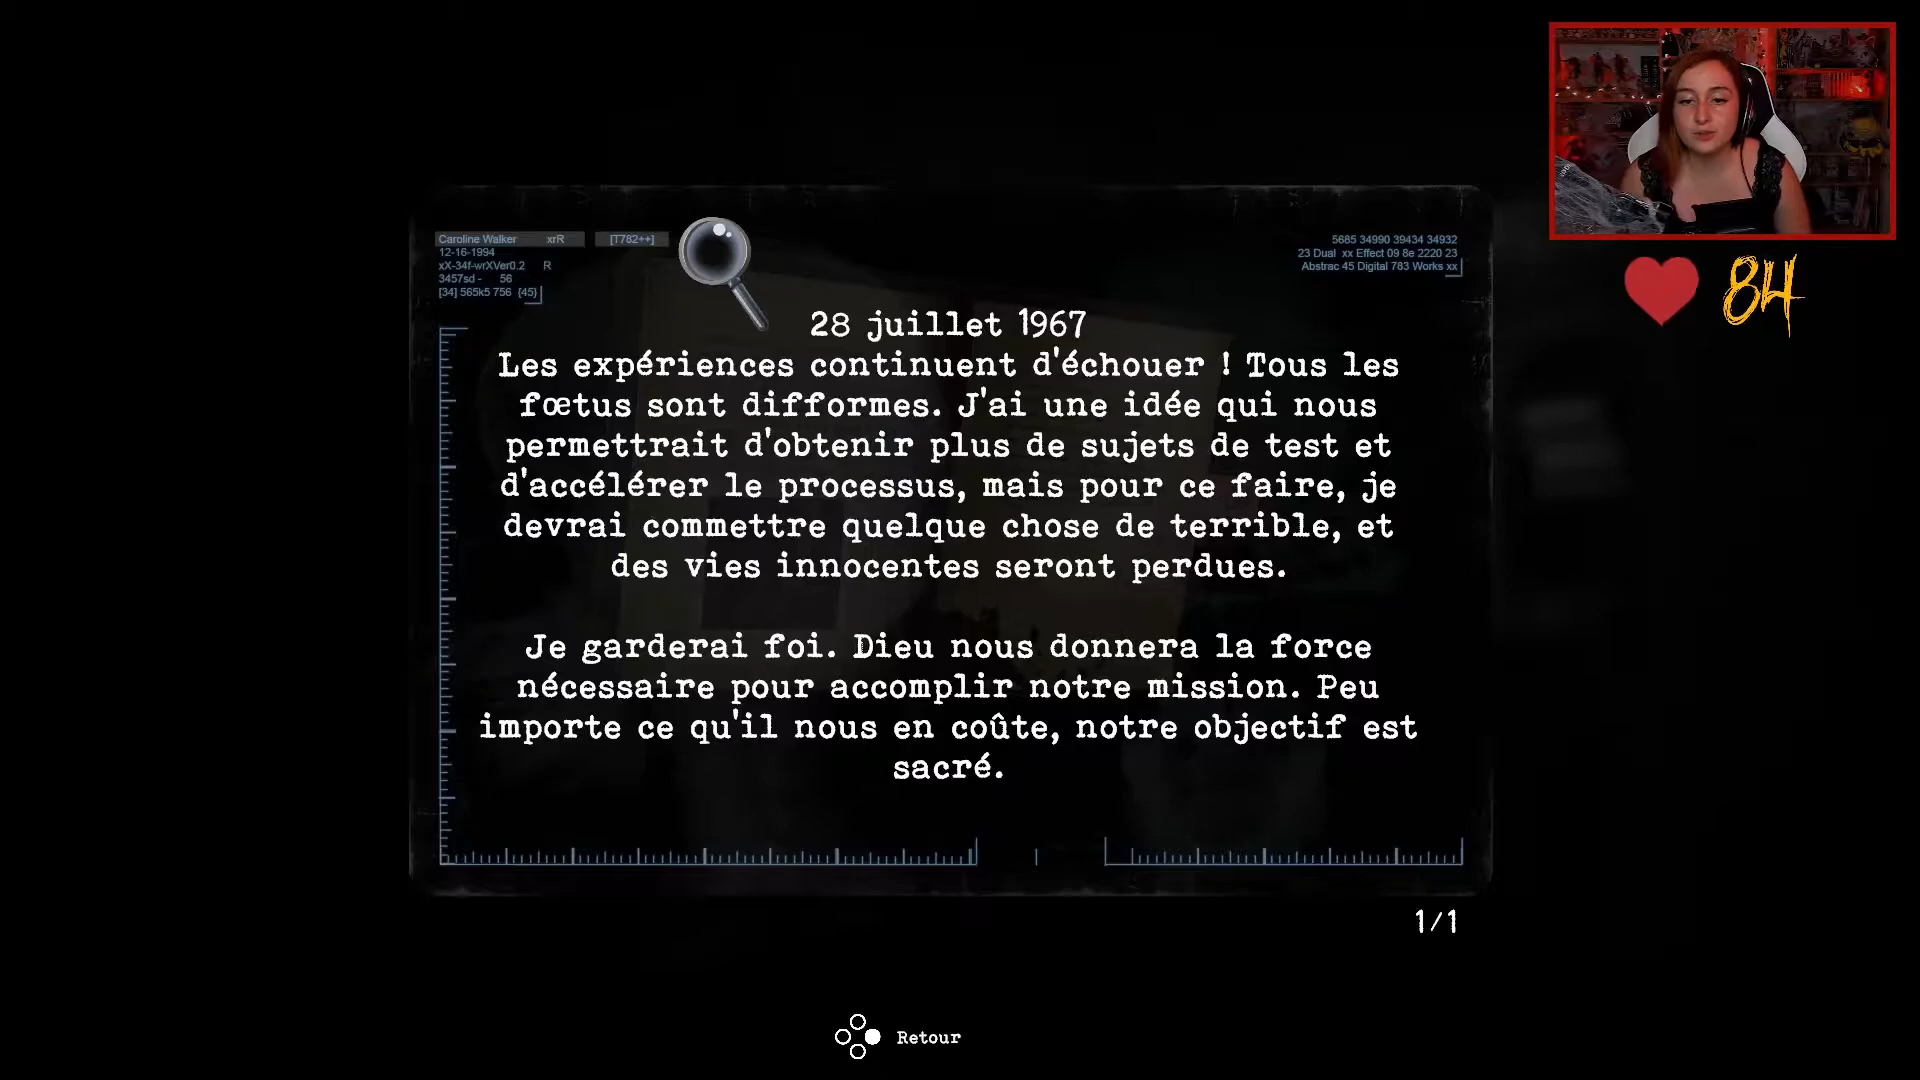 Caroline Walker xrR [T782++]
12-16-1994
xX-34f-wrXVer0.2 R
3457sd - 56
[34] 565k5 756 {45}
5685 34990 39434 34932
23 Dual xx Effect 09 8e 2220 23
Abstrac 45 Digital 783 Works xx
84
28 juillet 1967
Les expériences continuent d'échouer ! Tous les
fœtus sont difformes. J'ai une idée qui nous
permettrait d'obtenir plus de sujets de test et
d'accélérer le processus, mais pour ce faire, je
devrai commettre quelque chose de terrible, et
des vies innocentes seront perdues.
Je garderai foi. Dieu nous donnera la force
nécessaire pour accomplir notre mission. Peu
importe ce qu'il nous en coûte, notre objectif est
sacré.
1/1
Retour